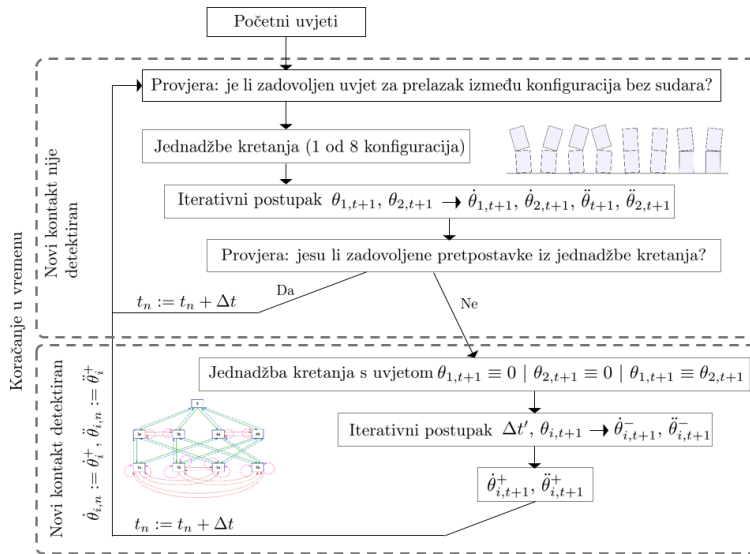 Početni uvjeti
Provjera: je li zadovoljen uvjet za prelazak između konfiguracija bez sudara?
Jednadžbe kretanja (1 od 8 konfiguracija)
Iterativni postupak θ₁,ₜ₊₁, θ₂,ₜ₊₁ → θ̇₁,ₜ₊₁, θ̇₂,ₜ₊₁, θ̈ₜ₊₁, θ̈₂,ₜ₊₁
Provjera: jesu li zadovoljene pretpostavke iz jednadžbe kretanja?
Da
Ne
tₙ := tₙ + Δt
Novi kontakt nije
detektiran
Koračanje u vremenu
Jednadžba kretanja s uvjetom θ₁,ₜ₊₁ ≡ 0 | θ₂,ₜ₊₁ ≡ 0 | θ₁,ₜ₊₁ ≡ θ₂,ₜ₊₁
Iterativni postupak Δt′, θᵢ,ₜ₊₁ → θ̇⁻ᵢ,ₜ₊₁, θ̈⁻ᵢ,ₜ₊₁
θ̇⁺ᵢ,ₜ₊₁, θ̈⁺ᵢ,ₜ₊₁
tₙ := tₙ + Δt
Novi kontakt detektiran
θ̇ᵢ,ₙ := θ̇ᵢ⁺, θ̈ᵢ,ₙ := θ̈ᵢ⁺